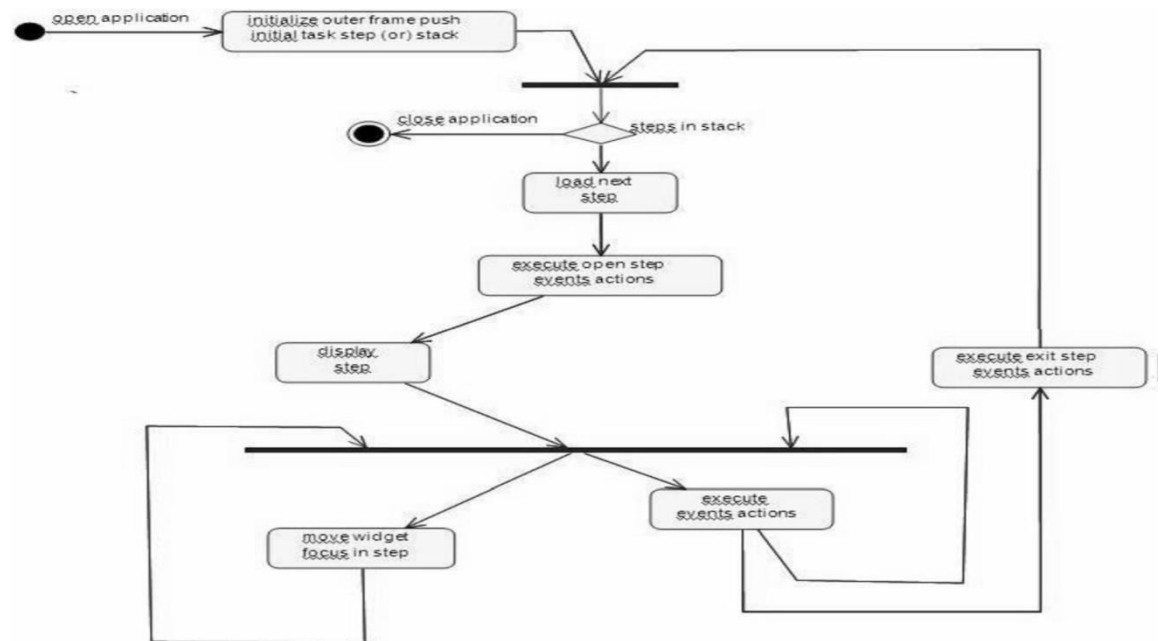 open application
initialize outer frame push
initial task step (or) stack
close application
steps in stack
load next
step
execute open step
events actions
display
step
execute exit step
events actions
execute
events actions
move widget
focus in step